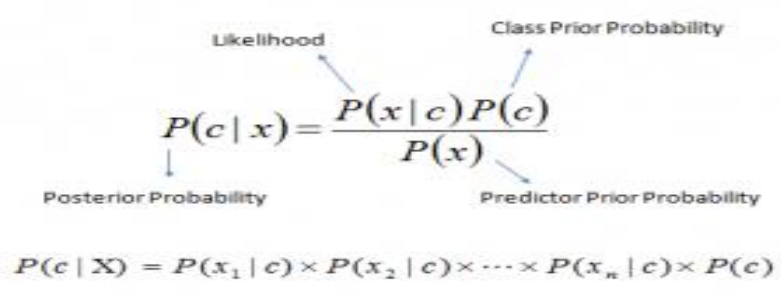 Likelihood
Class Prior Probability
P(c | x) = P(x | c)P(c) / P(x)
Posterior Probability
Predictor Prior Probability
P(c | X) = P(x₁ | c) × P(x₂ | c) × ⋯ × P(xₙ | c) × P(c)